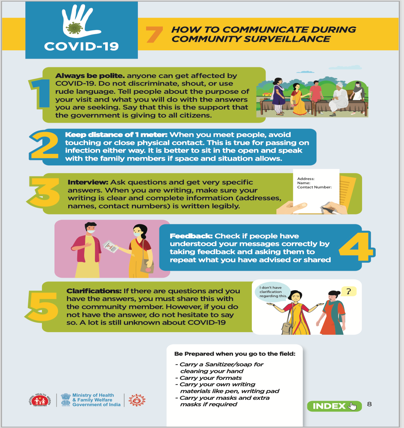 COVID-19
7 HOW TO COMMUNICATE DURING
COMMUNITY SURVEILLANCE
1 Always be polite. anyone can get affected by
COVID-19. Do not discriminate, shout, or use
rude language. Tell people about the purpose of
your visit and what you will do with the answers
you are seeking. Say that this is the support that
the government is giving to all citizens.
2 Keep distance of 1 meter: When you meet people, avoid
touching or close physical contact. This is true for passing on
infection either way. It is better to sit in the open and speak
with the family members if space and situation allows.
3 Interview: Ask questions and get very specific
answers. When you are writing, make sure your
writing is clear and complete information (addresses,
names, contact numbers) is written legibly.
Address:
Name:
Contact Number:
Feedback: Check if people have
understood your messages correctly by
taking feedback and asking them to
repeat what you have advised or shared
4
5 Clarifications: If there are questions and you
have the answers, you must share this with
the community member. However, if you do
not have the answer, do not hesitate to say
so. A lot is still unknown about COVID-19
I don't have
clarification
regarding this
?
Be Prepared when you go to the field:
- Carry a Sanitizer/soap for
cleaning your hand
- Carry your formats
- Carry your own writing
materials like pen, writing pad
- Carry your masks and extra
masks if required
Ministry of Health
& Family Welfare
Government of India
INDEX
8